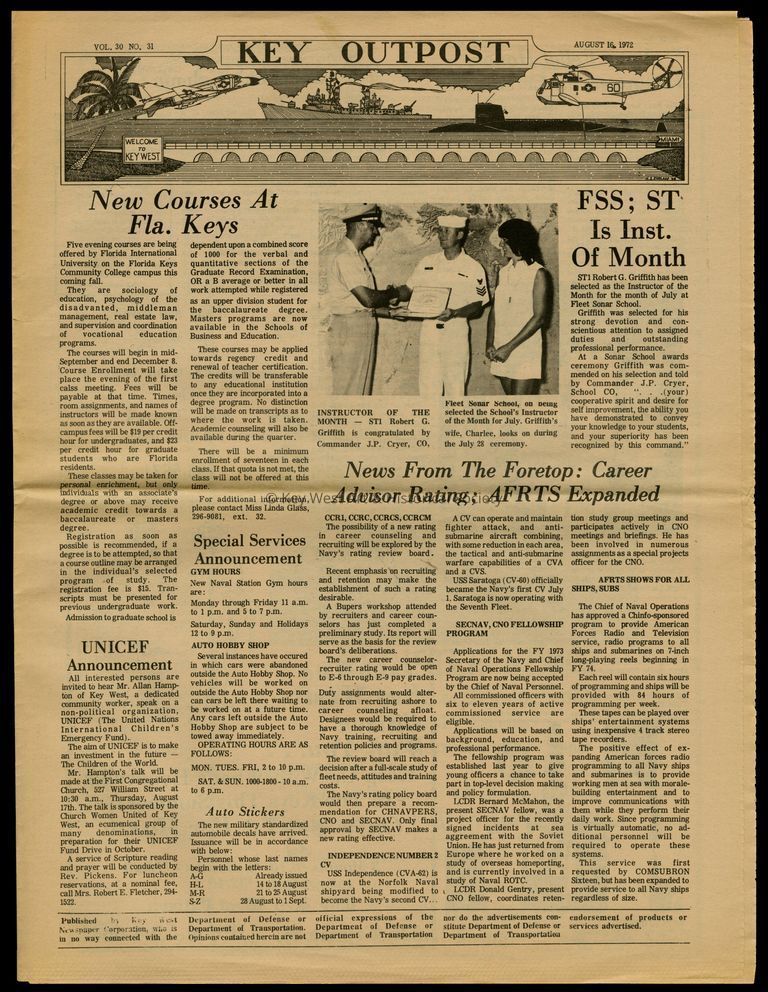 VOL. 30 NO. 31
KEY OUTPOST
AUGUST 16, 1972
WELCOME
TO
KEY WEST
60
MIAMI
New Courses At
Fla. Keys
Five evening courses are being
offered by Florida International
University on the Florida Keys
Community College campus this
coming fall.
They are sociology of
education, psychology of the
disadvanted, middleman
management, real estate law,
and supervision and coordination
of vocational education
programs.
The courses will begin in mid-
September and end December 8.
Course Enrollment will take
place the evening of the first
calss meeting. Fees will be
payable at that time. Times,
room assignments, and names of
instructors will be made known
as soon as they are available. Off-
campus fees will be $19 per credit
hour for undergraduates, and $23
per credit hour for graduate
students who are Florida
residents.
These classes may be taken for
personal enrichment, but only
individuals with an associate's
degree or above may receive
academic credit towards a
baccalaureate or masters
degree.
Registration as soon as
possible is recommended, if a
degree is to be attempted, so that
a course outline may be arranged
in the individual's selected
program of study. The
registration fee is $15. Tran-
scripts must be presented for
previous undergraduate work.
Admission to graduate school is
dependent upon a combined score
of 1000 for the verbal and
quantitative sections of the
Graduate Record Examination,
OR a B average or better in all
work attempted while registered
as an upper division student for
the baccalaureate degree.
Masters programs are now
available in the Schools of
Business and Education.
These courses may be applied
towards regency credit and
renewal of teacher certification.
The credits will be transferable
to any educational institution
once they are incorporated into a
degree program. No distinction
will be made on transcripts as to
where the work is taken.
Academic counseling will also be
available during the quarter.
There will be a minimum
enrollment of seventeen in each
class. If that quota is not met, the
class will not be offered at this
time.
For additional information,
please contact Miss Linda Glass,
296-9081, ext. 32.
UNICEF
Announcement
All interested persons are
invited to hear Mr. Allan Hamp-
ton of Key West, a dedicated
community worker, speak on a
non-political organization,
UNICEF (The United Nations
International Children's
Emergency Fund).
The aim of UNICEF is to make
an investment in the future —
The Children of the World.
Mr. Hampton's talk will be
made at the First Congregational
Church, 527 William Street at
10:30 a.m., Thursday, August
17th. The talk is sponsored by the
Church Women United of Key
West, an ecumenical group of
many denominations, in
preparation for their UNICEF
Fund Drive in October.
A service of Scripture reading
and prayer will be conducted by
Rev. Pickens. For luncheon
reservations, at a nominal fee,
call Mrs. Robert E. Fletcher, 294-
1522.
Special Services
Announcement
GYM HOURS
New Naval Station Gym hours
are:
Monday through Friday 11 a.m.
to 1 p.m. and 5 to 7 p.m.
Saturday, Sunday and Holidays
12 to 9 p.m.
AUTO HOBBY SHOP
Several instances have occured
in which cars were abandoned
outside the Auto Hobby Shop. No
vehicles will be worked on
outside the Auto Hobby Shop nor
can cars be left there waiting to
be worked on at a future time.
Any cars left outside the Auto
Hobby Shop are subject to be
towed away immediately.
OPERATING HOURS ARE AS
FOLLOWS:
MON. TUES. FRI, 2 to 10 p.m.
SAT. & SUN. 1000-1800 - 10 a.m.
to 6 p.m.
Auto Stickers
The new military standardized
automobile decals have arrived.
Issuance will be in accordance
with below:
Personnel whose last names
begin with the letters:
A-G Already issued
H-L 14 to 18 August
M-R 21 to 25 August
S-Z 28 August to 1 Sept.
INSTRUCTOR OF THE
MONTH — ST1 Robert G.
Griffith is congratulated by
Commander J.P. Cryer, CO,
Fleet Sonar School, on being
selected the School's Instructor
of the Month for July. Griffith's
wife, Charlee, looks on during
the July 28 ceremony.
FSS; ST
Is Inst.
Of Month
ST1 Robert G. Griffith has been
selected as the Instructor of the
Month for the month of July at
Fleet Sonar School.
Griffith was selected for his
strong devotion and con-
scientious attention to assigned
duties and outstanding
professional performance.
At a Sonar School awards
ceremony Griffith was com-
mended on his selection and told
by Commander J.P. Cryer,
School CO, ". . .(your)
cooperative spirit and desire for
self improvement, the ability you
have demonstrated to convey
your knowledge to your students,
and your superiority has been
recognized by this command."
News From The Foretop: Career
Advisor Rating; AFRTS Expanded
CCR1, CCRC, CCRCS, CCRCM
The possibility of a new rating
in career counseling and
recruiting will be explored by the
Navy's rating review board.
Recent emphasis on recruiting
and retention may make the
establishment of such a rating
desirable.
A Bupers workshop attended
by recruiters and career coun-
selors has just completed a
preliminary study. Its report will
serve as the basis for the review
board's deliberations.
The new career counselor-
recruiter rating would be open
to E-6 through E-9 pay grades.
Duty assignments would alter-
nate from recruiting ashore to
career counseling afloat.
Designees would be required to
have a thorough knowledge of
Navy training, recruiting and
retention policies and programs.
The review board will reach a
decision after a full-scale study of
fleet needs, attitudes and training
costs.
The Navy's rating policy board
would then prepare a recom-
mendation for CHNAVPERS,
CNO and SECNAV. Only final
approval by SECNAV makes a
new rating effective.
INDEPENDENCE NUMBER 2
CV
USS Independence (CVA-62) is
now at the Norfolk Naval
shipyard being modified to
become the Navy's second CV...
A CV can operate and maintain
fighter attack, and anti-
submarine aircraft combining,
with some reduction in each area,
the tactical and anti-submarine
warfare capabilities of a CVA
and a CVS.
USS Saratoga (CV-60) officially
became the Navy's first CV July
1. Saratoga is now operating with
the Seventh Fleet.
SECNAV, CNO FELLOWSHIP
PROGRAM
Applications for the FY 1973
Secretary of the Navy and Chief
of Naval Operations Fellowship
Program are now being accepted
by the Chief of Naval Personnel.
All commissioned officers with
six to eleven years of active
commissioned service are
eligible.
Applications will be based on
background, education, and
professional performance.
The fellowship program was
established last year to give
young officers a chance to take
part in top-level decision making
and policy formulation.
LCDR Bernard McMahon, the
present SECNAV fellow, was a
project officer for the recently
signed incidents at sea
aggreement with the Soviet
Union. He has just returned from
Europe where he worked on a
study of overseas homeporting,
and is currently involved in a
study of Naval ROTC.
LCDR Donald Gentry, present
CNO fellow, coordinates reten-
tion study group meetings and
participates actively in CNO
meetings and briefings. He has
been involved in numerous
assignments as a special projects
officer for the CNO.
AFRTS SHOWS FOR ALL
SHIPS, SUBS
The Chief of Naval Operations
has approved a Chinfo-sponsored
program to provide American
Forces Radio and Television
service, radio programs to all
ships and submarines on 7-inch
long-playing reels beginning in
FY 74.
Each reel will contain six hours
of programming and ships will be
provided with 84 hours of
programming per week.
These tapes can be played over
ships' entertainment systems
using inexpensive 4 track stereo
tape recorders.
The positive effect of ex-
panding American forces radio
programming to all Navy ships
and submarines is to provide
working men at sea with morale-
building entertainment and to
improve communications with
them while they perform their
daily work. Since programming
is virtually automatic, no ad-
ditional personnel will be
required to operate these
systems.
This service was first
requested by COMSUBRON
Sixteen, but has been expanded to
provide service to all Navy ships
regardless of size.
Published by Key West
Newspaper Corporation, who is
in no way connected with the
Department of Defense or
Department of Transportation.
Opinions contained herein are not
official expressions of the
Department of Defense or
Department of Transportation
nor do the advertisements con-
stitute Department of Defense or
Department of Transportation
endorsement of products or
services advertised.
© Key West